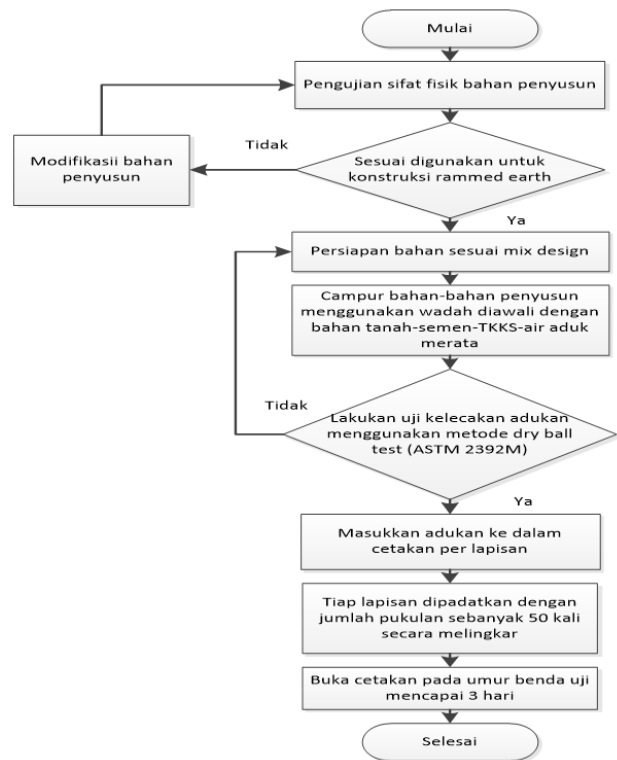 Mulai
Pengujian sifat fisik bahan penyusun
Tidak
Modifikasii bahan
penyusun
Sesuai digunakan untuk
konstruksi rammed earth
Ya
Persiapan bahan sesuai mix design
Campur bahan-bahan penyusun
menggunakan wadah diawali dengan
bahan tanah-semen-TKKS-air aduk
merata
Tidak
Lakukan uji kelecakan adukan
menggunakan metode dry ball
test (ASTM 2392M)
Ya
Masukkan adukan ke dalam
cetakan per lapisan
Tiap lapisan dipadatkan dengan
jumlah pukulan sebanyak 50 kali
secara melingkar
Buka cetakan pada umur benda uji
mencapai 3 hari
Selesai